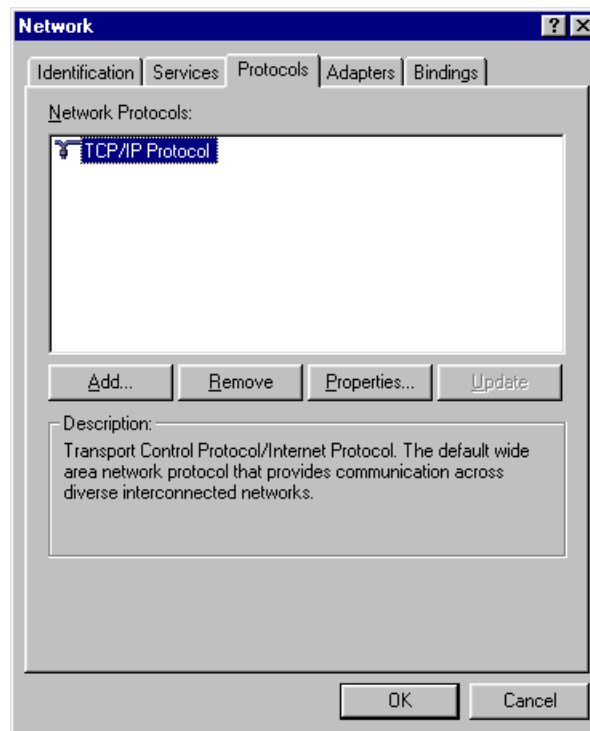 Network
Identification Services Protocols Adapters Bindings
Network Protocols:
TCP/IP Protocol
Add... Remove Properties... Update
Description:
Transport Control Protocol/Internet Protocol. The default wide
area network protocol that provides communication across
diverse interconnected networks.
OK Cancel